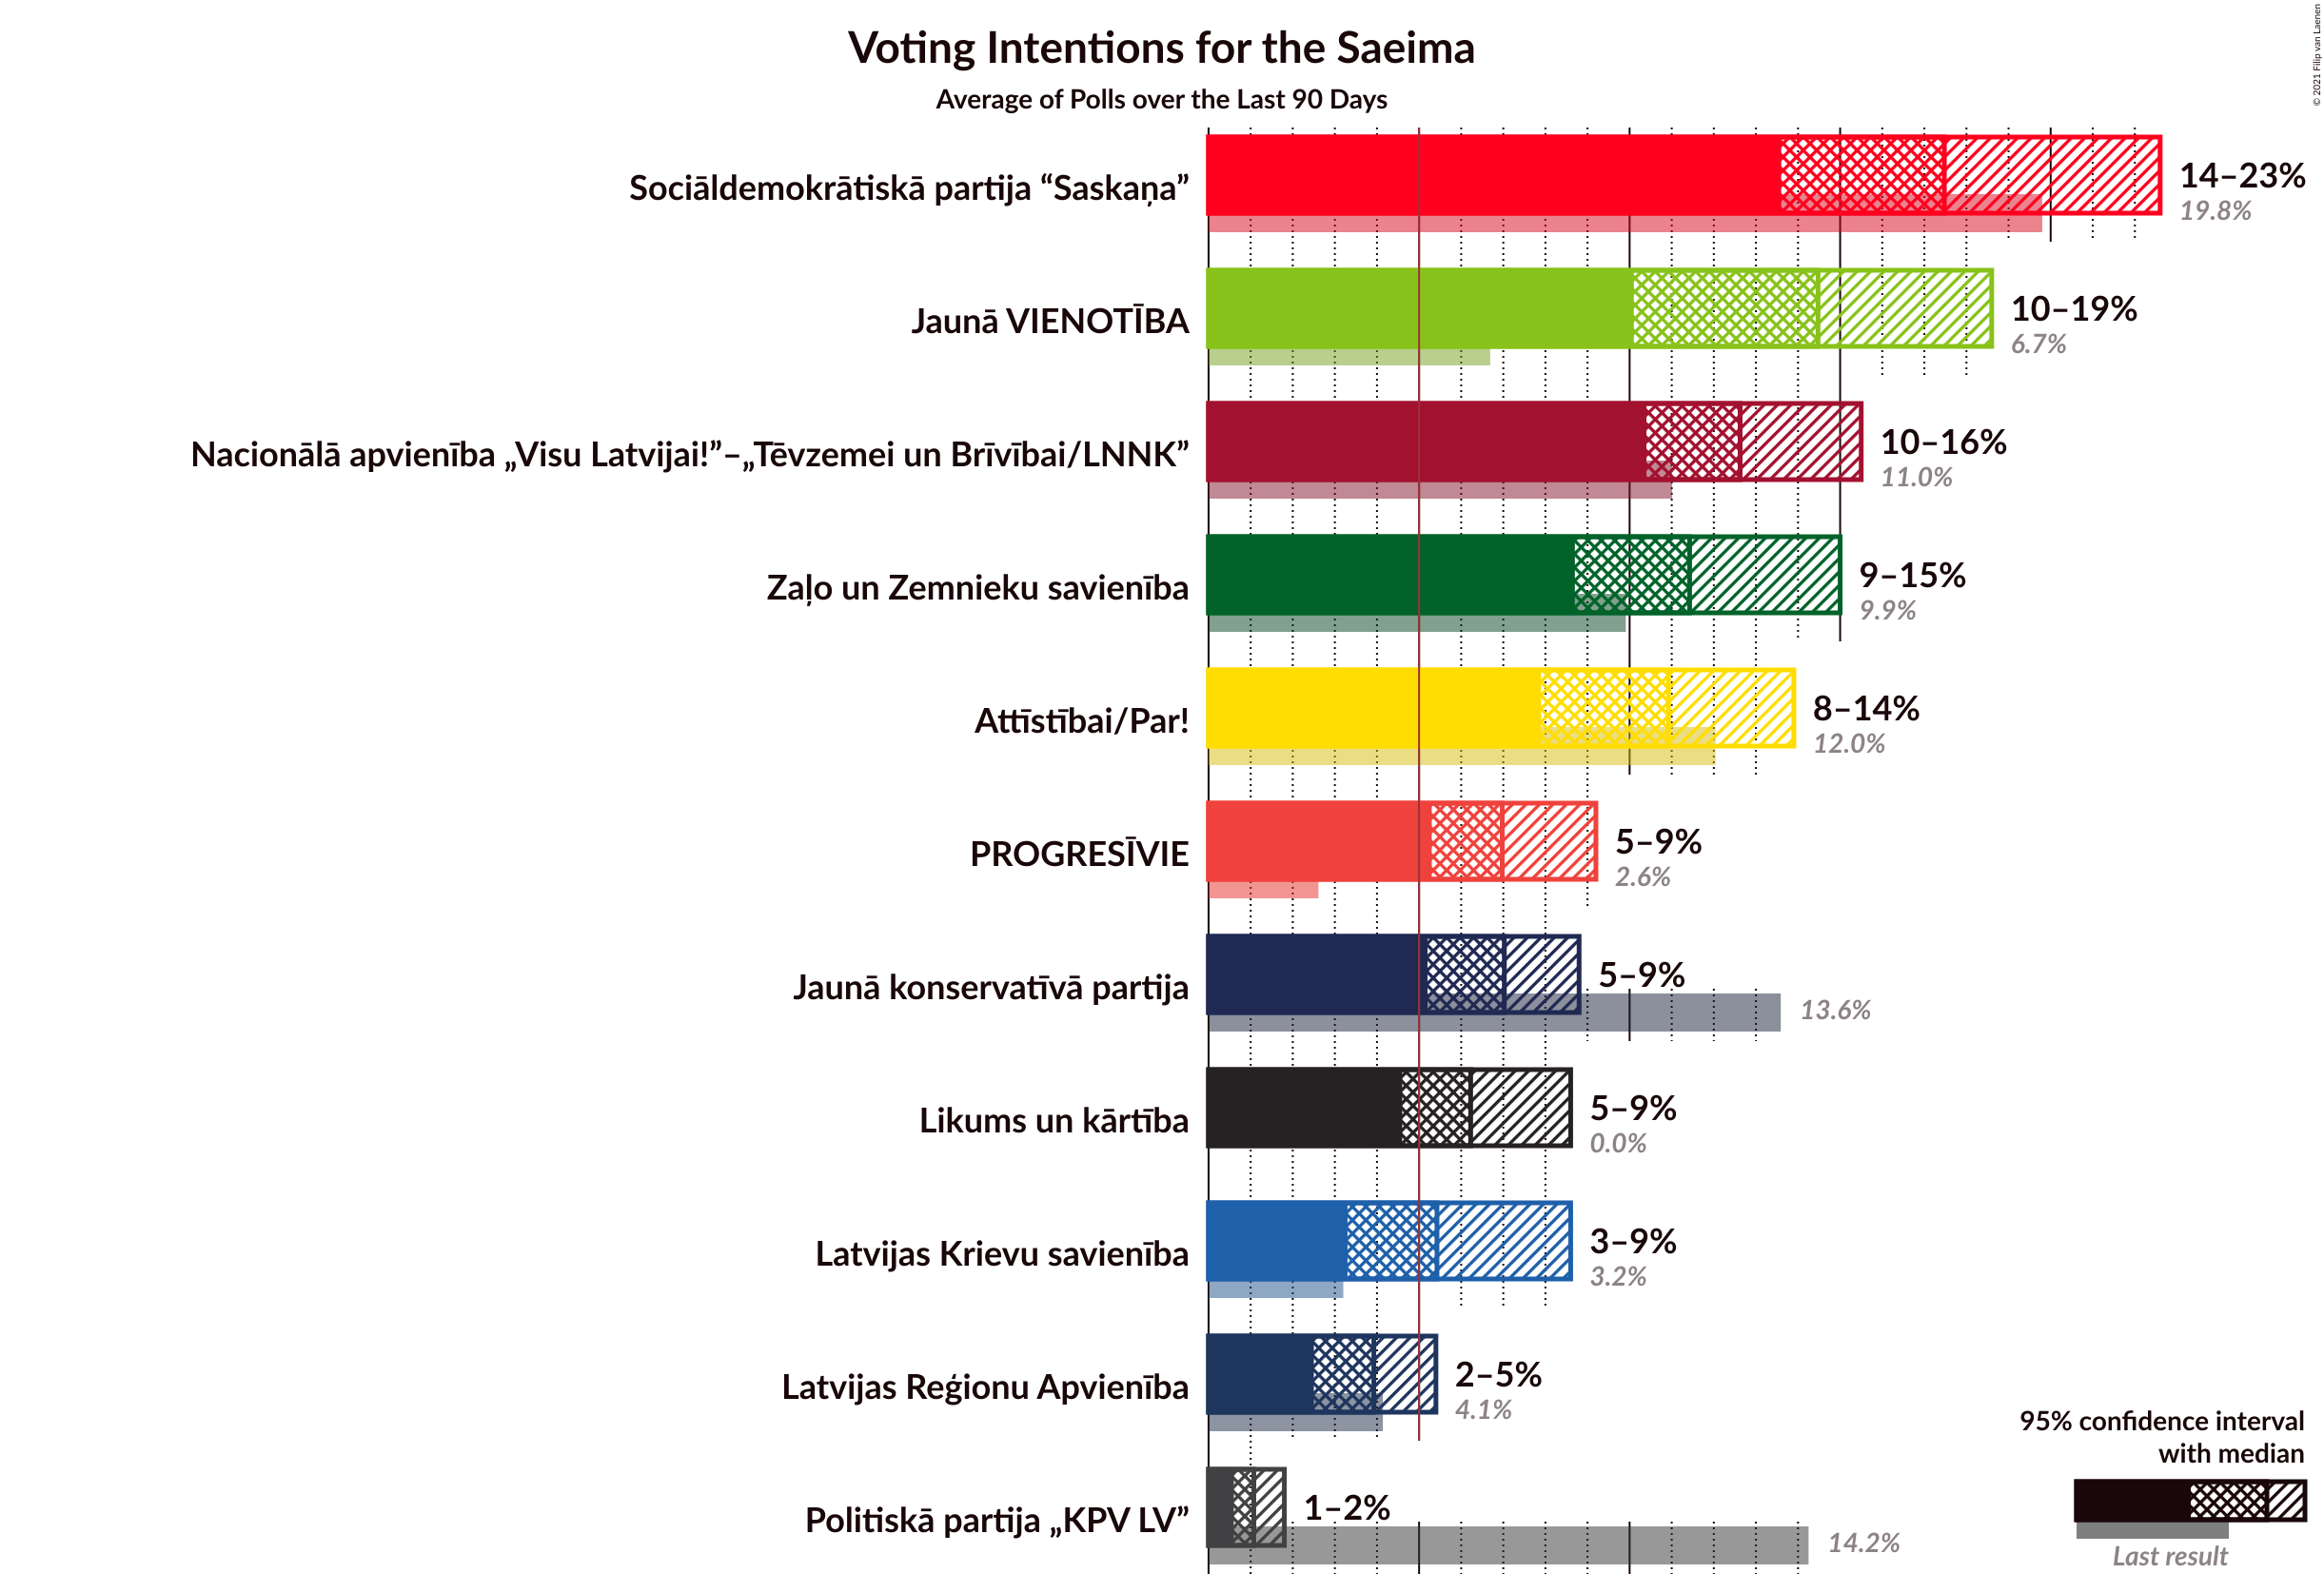 Voting Intentions for the Saeima
Average of Polls over the Last 90 Days
© 2021 Filip van Laenen
Sociāldemokrātiskā partija “Saskaņa”
14–23%
19.8%
Jaunā VIENOTĪBA
10–19%
6.7%
Nacionālā apvienība „Visu Latvijai!”–„Tēvzemei un Brīvībai/LNNK”
10–16%
11.0%
Zaļo un Zemnieku savienība
9–15%
9.9%
Attīstībai/Par!
8–14%
12.0%
PROGRESĪVIE
5–9%
2.6%
Jaunā konservatīvā partija
5–9%
13.6%
Likums un kārtība
5–9%
0.0%
Latvijas Krievu savienība
3–9%
3.2%
Latvijas Reģionu Apvienība
2–5%
4.1%
Politiskā partija „KPV LV”
1–2%
14.2%
95% confidence interval
with median
Last result